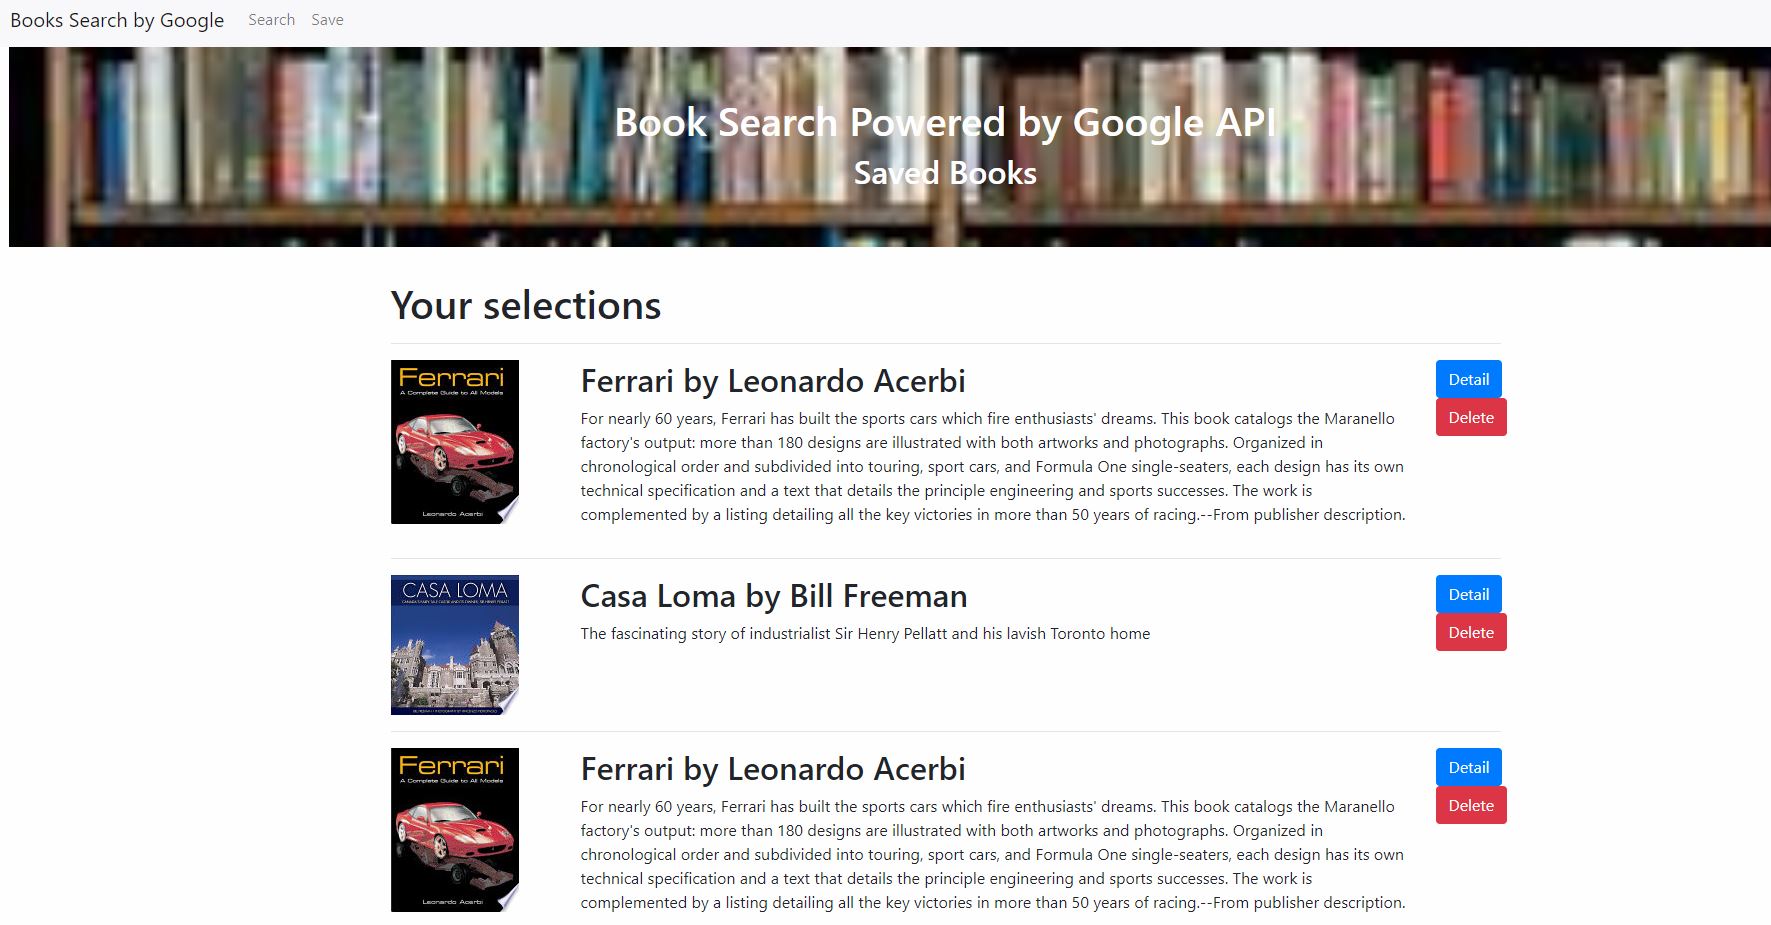 Books Search by Google Search Save
Book Search Powered by Google API
Saved Books
Your selections
Ferrari
A Complete Guide to All Models
Leonardo Acerbi
Ferrari by Leonardo Acerbi
For nearly 60 years, Ferrari has built the sports cars which fire enthusiasts' dreams. This book catalogs the Maranello
factory's output: more than 180 designs are illustrated with both artworks and photographs. Organized in
chronological order and subdivided into touring, sport cars, and Formula One single-seaters, each design has its own
technical specification and a text that details the principle engineering and sports successes. The work is
complemented by a listing detailing all the key victories in more than 50 years of racing.--From publisher description.
Detail
Delete
CASA LOMA
Casa Loma by Bill Freeman
The fascinating story of industrialist Sir Henry Pellatt and his lavish Toronto home
Detail
Delete
Ferrari
A Complete Guide to All Models
Leonardo Acerbi
Ferrari by Leonardo Acerbi
For nearly 60 years, Ferrari has built the sports cars which fire enthusiasts' dreams. This book catalogs the Maranello
factory's output: more than 180 designs are illustrated with both artworks and photographs. Organized in
chronological order and subdivided into touring, sport cars, and Formula One single-seaters, each design has its own
technical specification and a text that details the principle engineering and sports successes. The work is
complemented by a listing detailing all the key victories in more than 50 years of racing.--From publisher description.
Detail
Delete